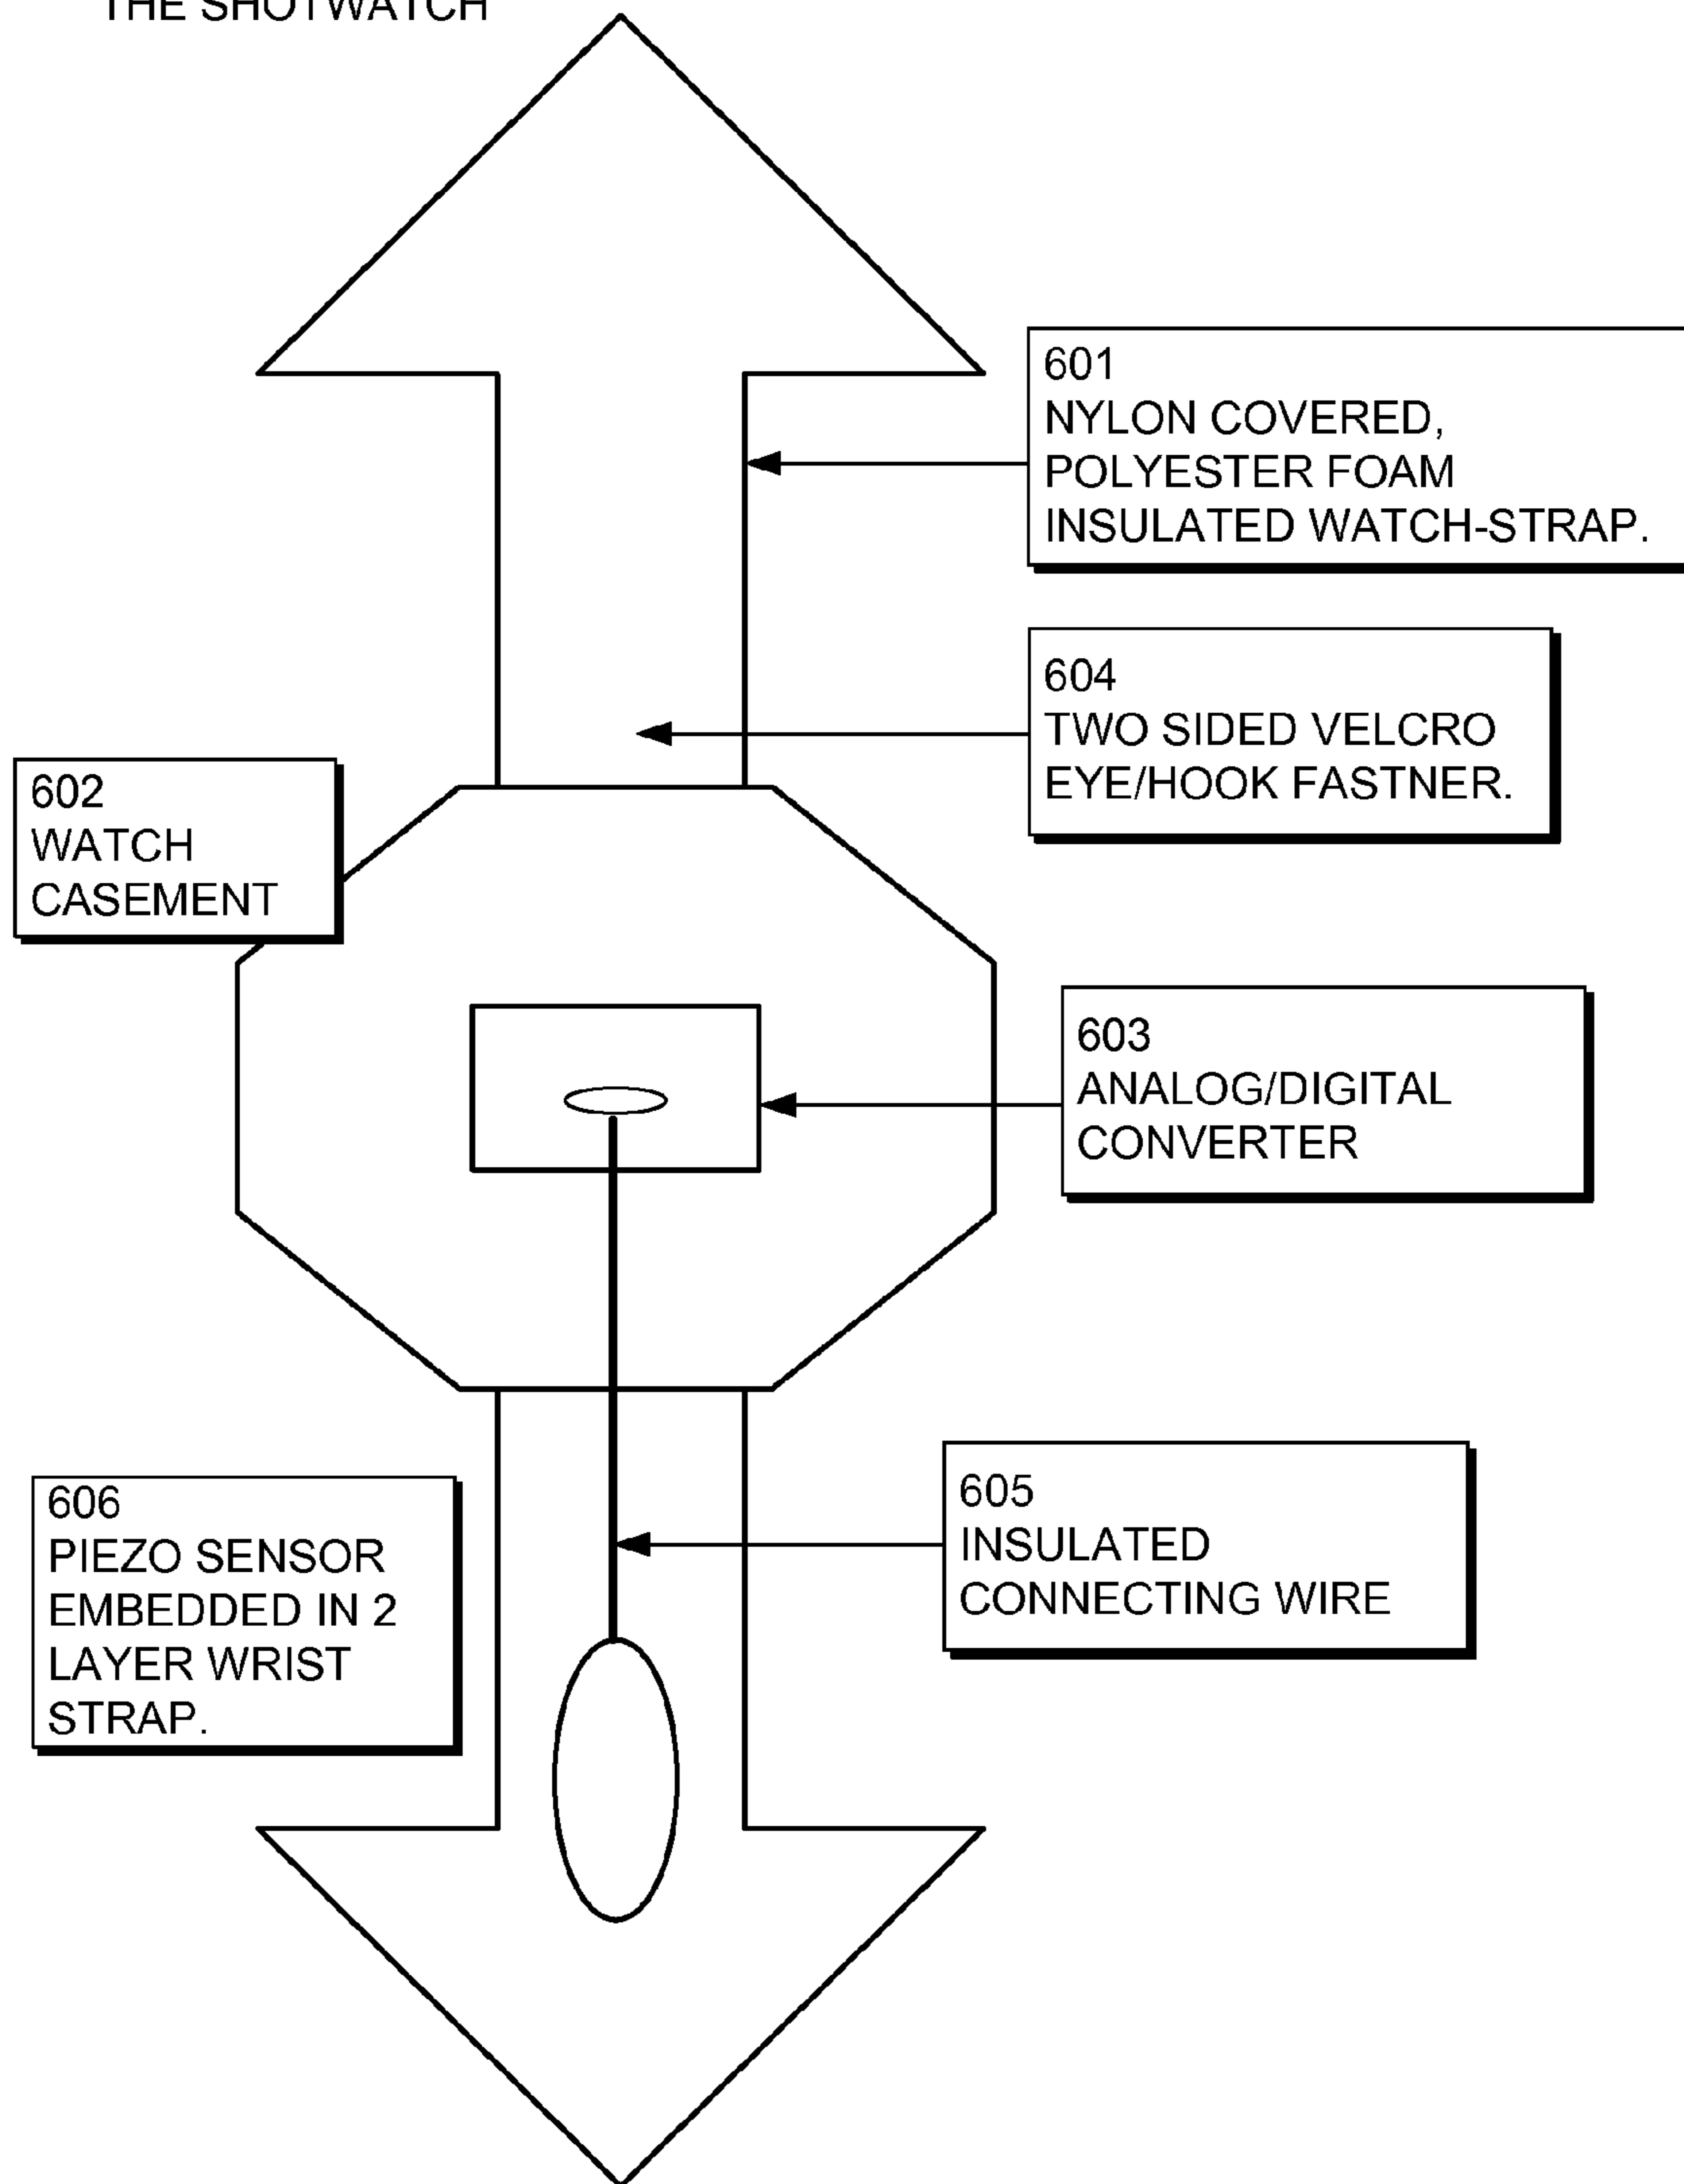 THE SHOTWATCH
601
NYLON COVERED,
POLYESTER FOAM
INSULATED WATCH-STRAP.
604
TWO SIDED VELCRO
EYE/HOOK FASTNER.
602
WATCH
CASEMENT
603
ANALOG/DIGITAL
CONVERTER
605
INSULATED
CONNECTING WIRE
606
PIEZO SENSOR
EMBEDDED IN 2
LAYER WRIST
STRAP.